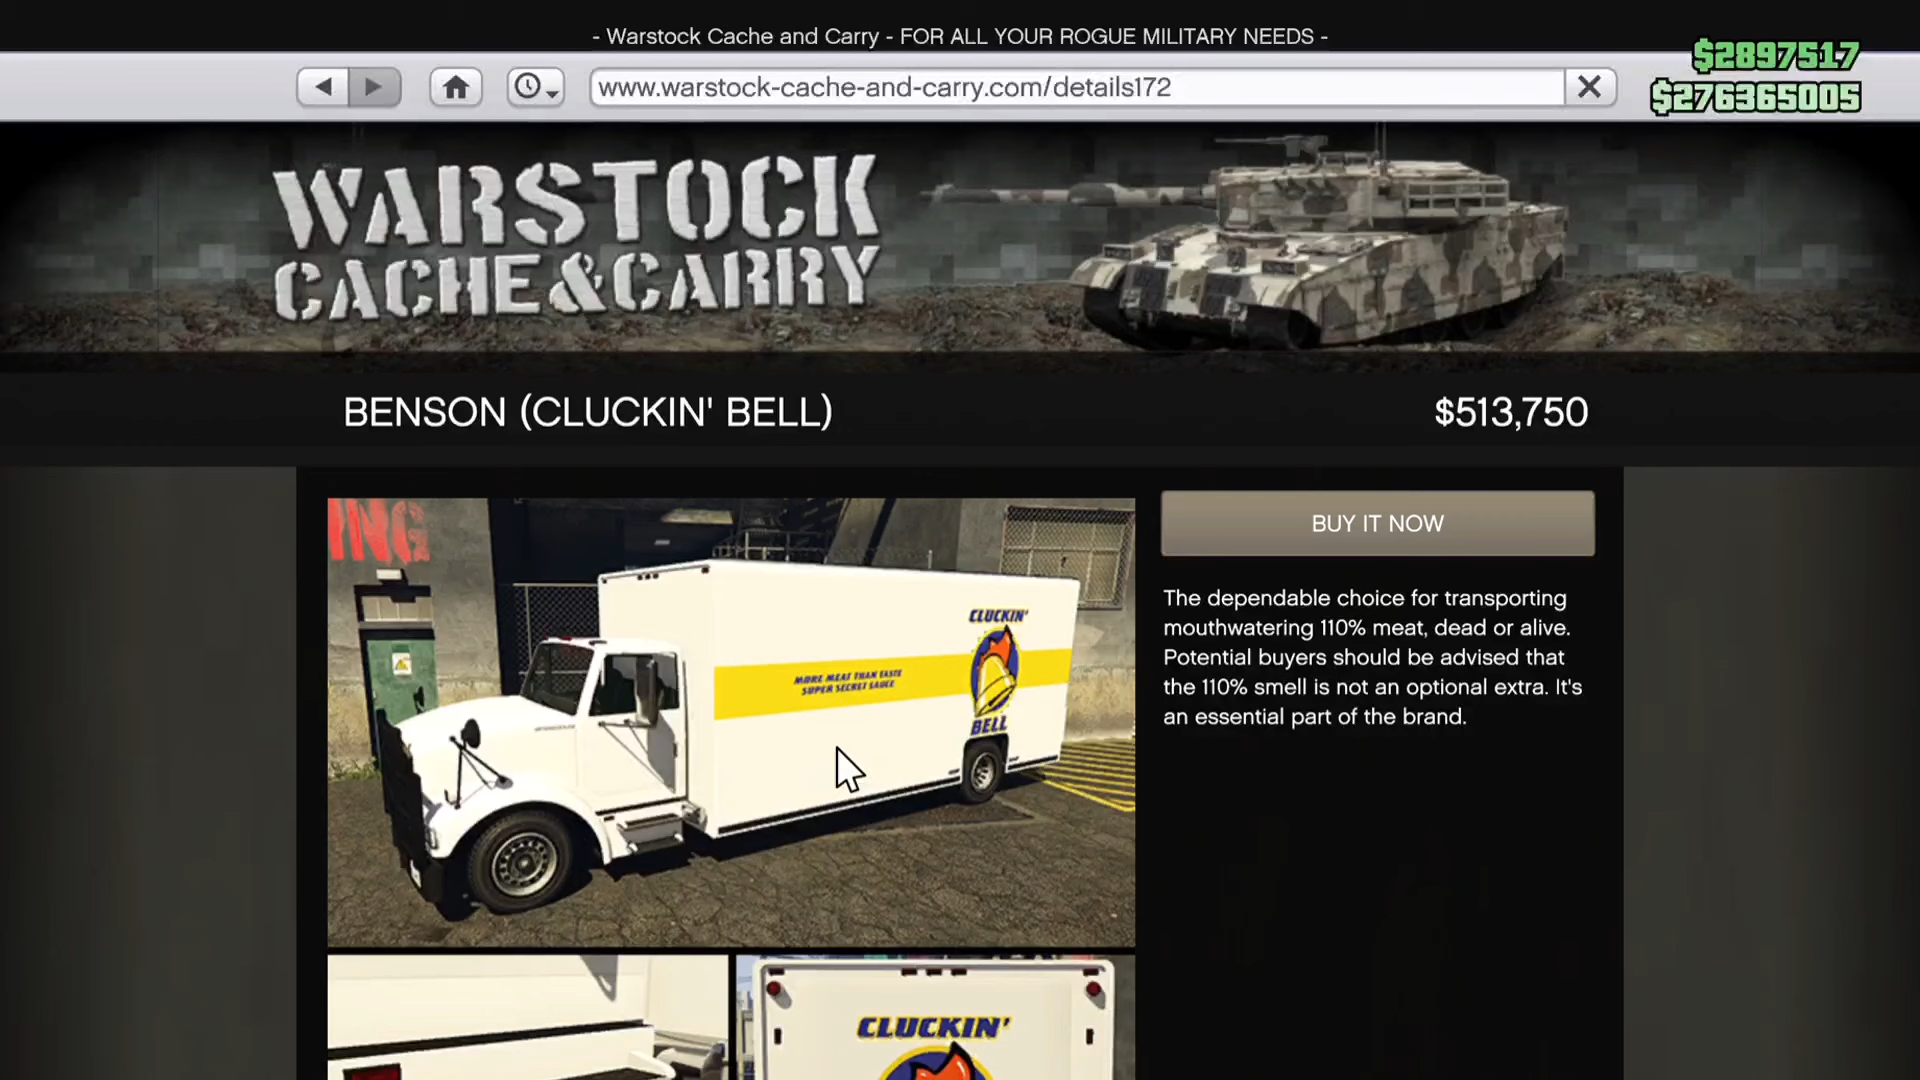 - Warstock Cache and Carry - FOR ALL YOUR ROGUE MILITARY NEEDS -
$2897517
www.warstock-cache-and-carry.com/details172
$276365005
WARSTOCK
CACHE&CARRY
BENSON (CLUCKIN' BELL)
$513,750
ING
BUY IT NOW
The dependable choice for transporting
mouthwatering 110% meat, dead or alive.
Potential buyers should be advised that
the 110% smell is not an optional extra. It's
an essential part of the brand.
CLUCKIN'
MORE MEAT THAN TASTE
SUPER SECRET SAUCE
BELL
CLUCKIN'